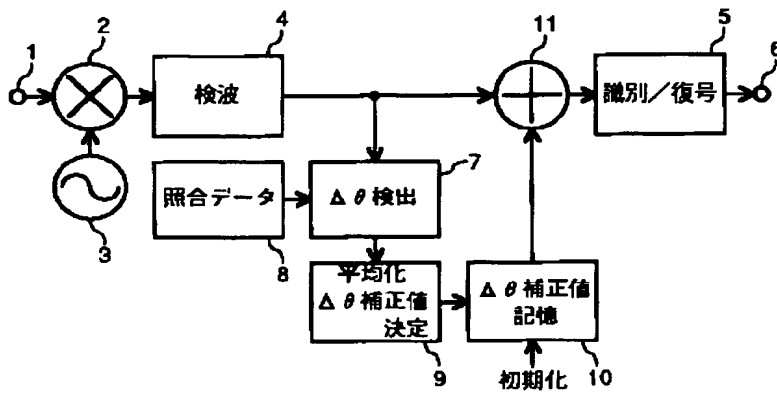 1
2
3
4
検波
11
5
識別／復号
6
照合データ
8
Δθ検出
7
平均化
Δθ補正値
決定
9
Δθ補正値
記憶
10
初期化